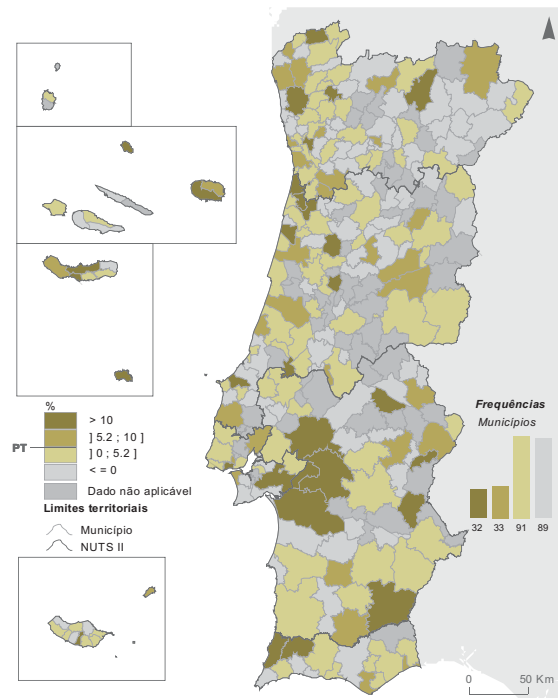 %
> 10
] 5.2 ; 10 ]
PT
] 0 ; 5.2 ]
< = 0
Dado não aplicável
Limites territoriais
Município
NUTS II
Frequências
Municípios
32 33 91 89
0 50 Km